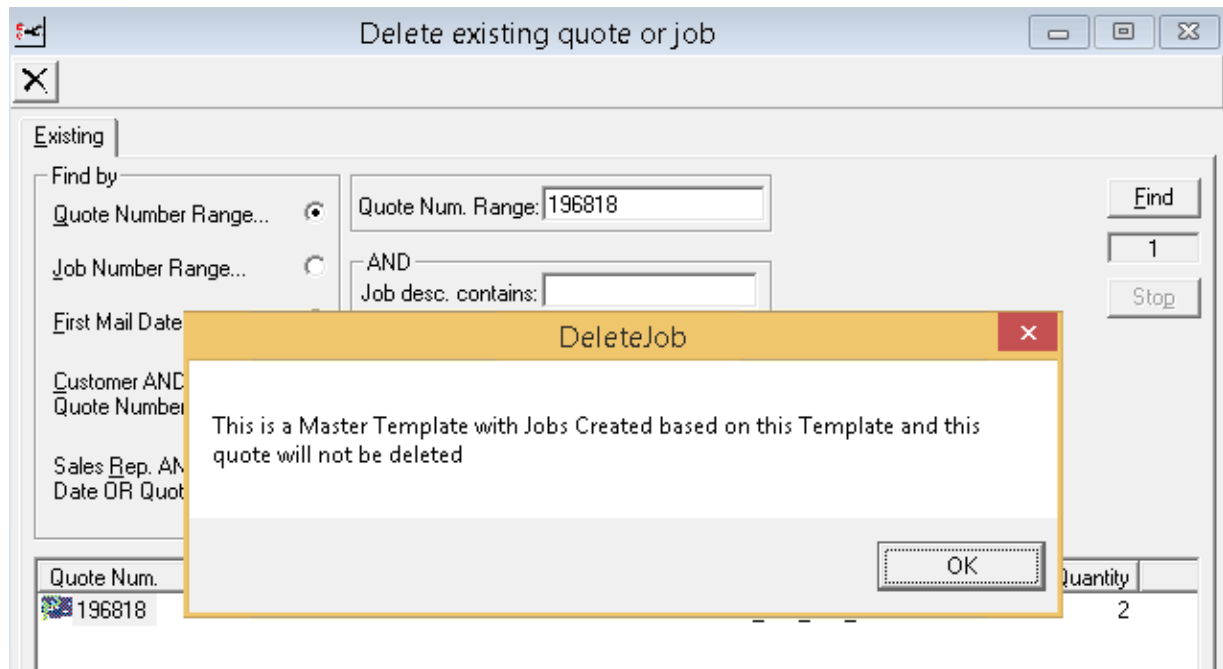 Delete existing quote or job
Existing
Find by
Quote Number Range...
Quote Num. Range: 196818
Find
Job Number Range...
AND
1
Job desc. contains:
Stop
First Mail Date
DeleteJob
Customer AND
Quote Number
This is a Master Template with Jobs Created based on this Template and this
quote will not be deleted
Sales Rep. AN
Date OR Quot
OK
Quote Num.
Quantity
196818
2